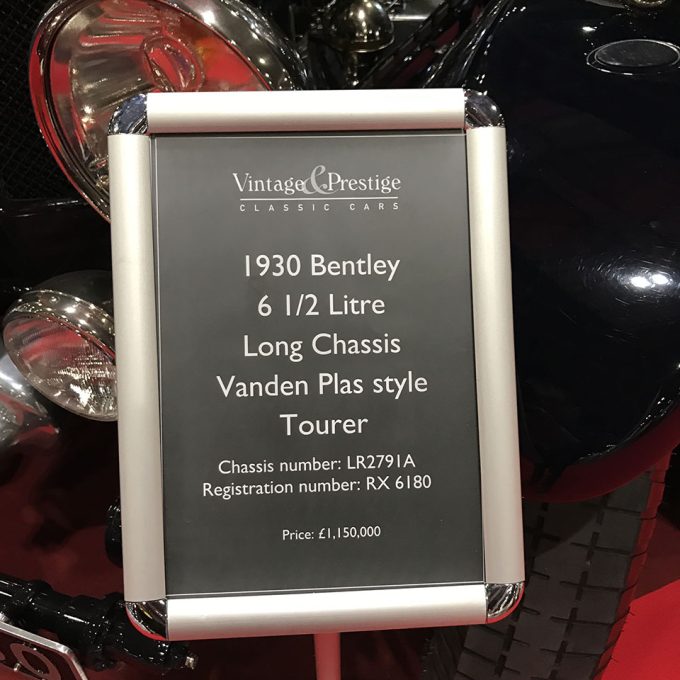 Vintage & Prestige
CLASSIC CARS
1930 Bentley
6 1/2 Litre
Long Chassis
Vanden Plas style
Tourer
Chassis number: LR2791A
Registration number: RX 6180
Price: £1,150,000